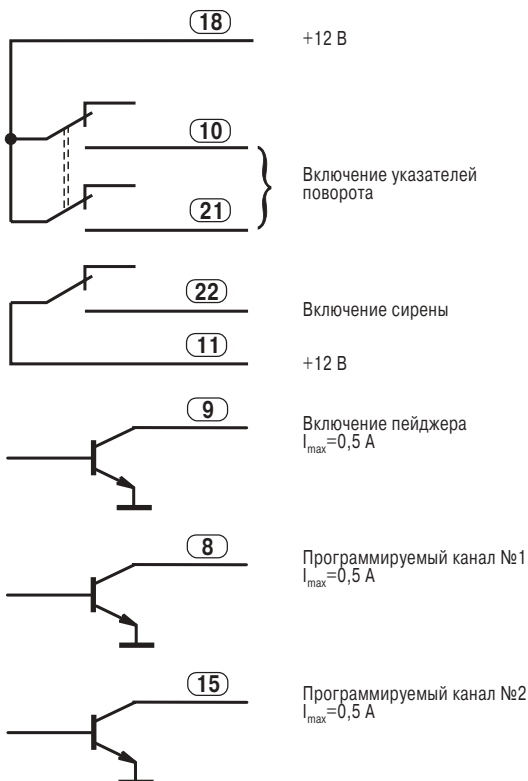 18
+12 В
10
Включение указателей
поворота
21
22
Включение сирены
11
+12 В
9
Включение пейджера
Imax=0,5 А
8
Программируемый канал №1
Imax=0,5 А
15
Программируемый канал №2
Imax=0,5 А